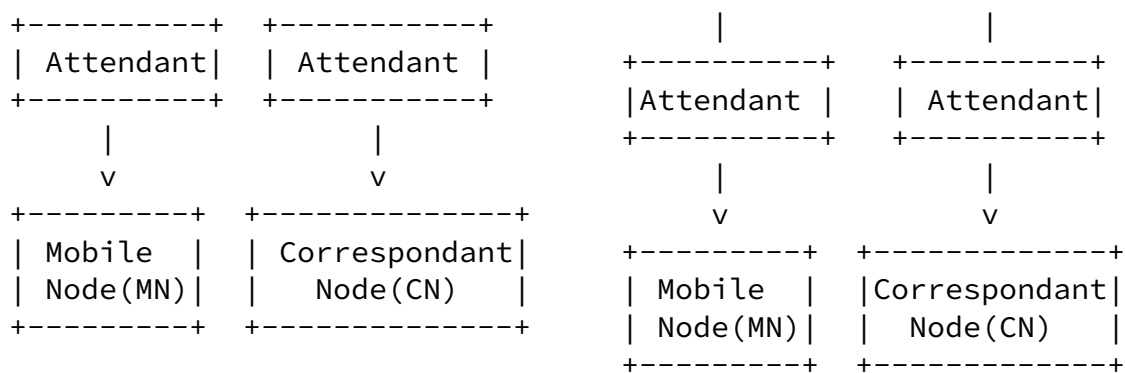 Attendant Attendant
Mobile Correspondant
Node(MN) Node(CN)
Attendant Attendant
Mobile Correspondant
Node(MN) Node(CN)